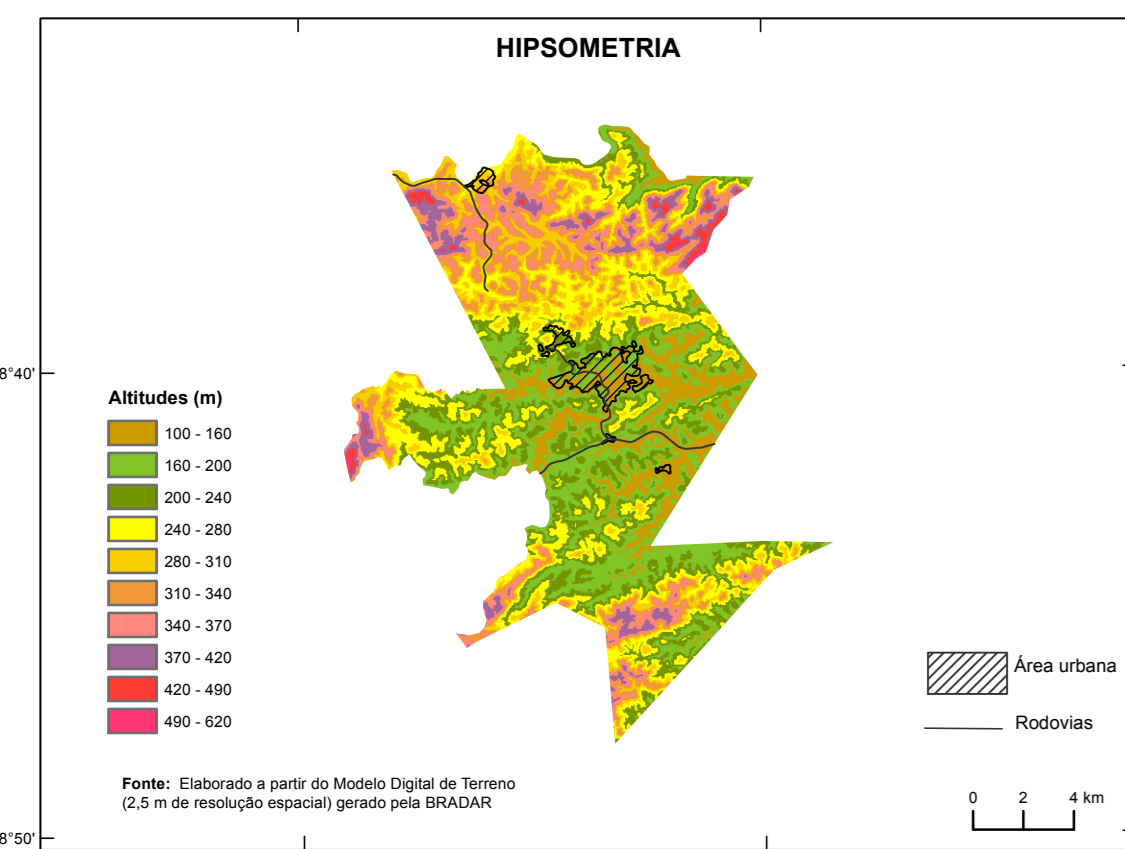 HIPSOMETRIA
8°40'
Altitudes (m)
100 - 160
160 - 200
200 - 240
240 - 280
280 - 310
310 - 340
340 - 370
370 - 420
420 - 490
490 - 620
Área urbana
Rodovias
Fonte: Elaborado a partir do Modelo Digital de Terreno
(2,5 m de resolução espacial) gerado pela BRADAR
0 2 4 km
8°50'